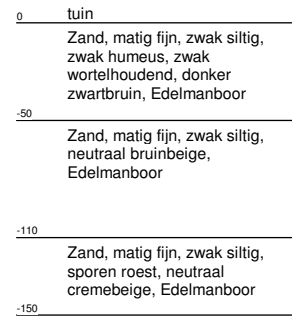 0 tuin
Zand, matig fijn, zwak siltig,
zwak humeus, zwak
wortelhoudend, donker
zwartbruin, Edelmanboor
-50
Zand, matig fijn, zwak siltig,
neutraal bruinbeige,
Edelmanboor
-110
Zand, matig fijn, zwak siltig,
sporen roest, neutraal
cremebeige, Edelmanboor
-150